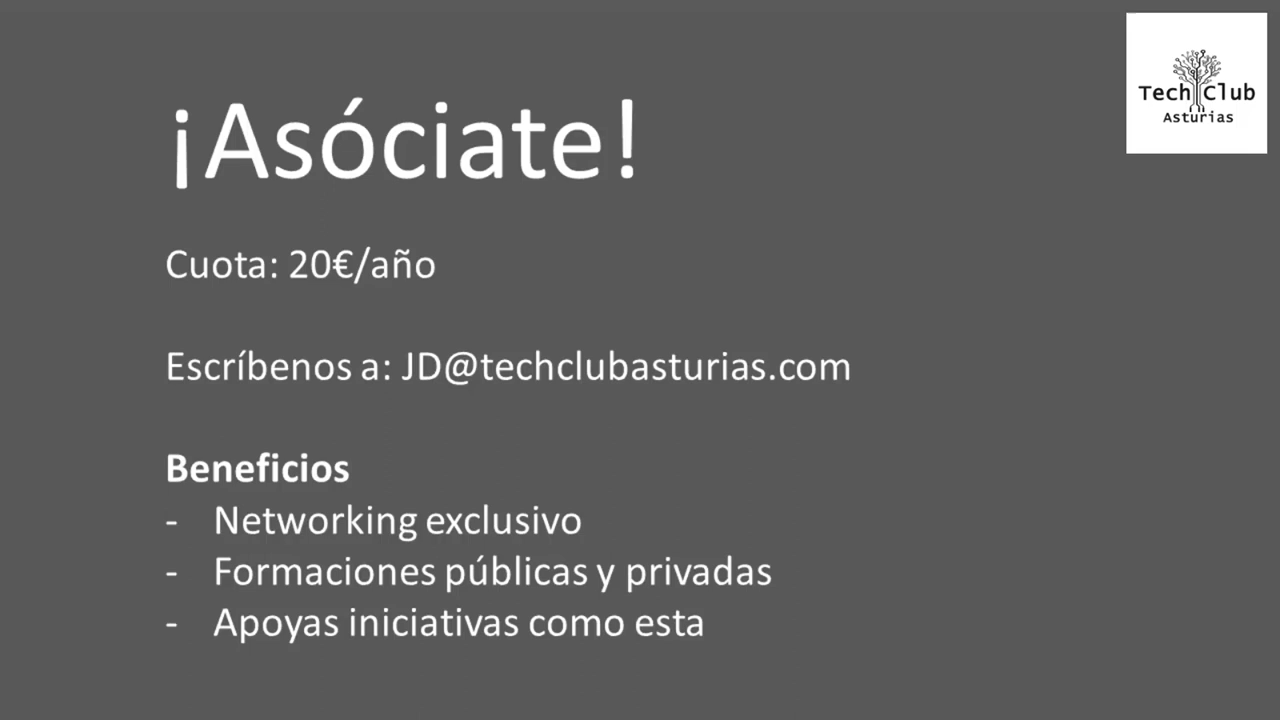 ¡Asóciate!
Cuota: 20€/año
Escríbenos a: JD@techclubasturias.com
Beneficios
- Networking exclusivo
- Formaciones públicas y privadas
- Apoyas iniciativas como esta
Tech Club
Asturias